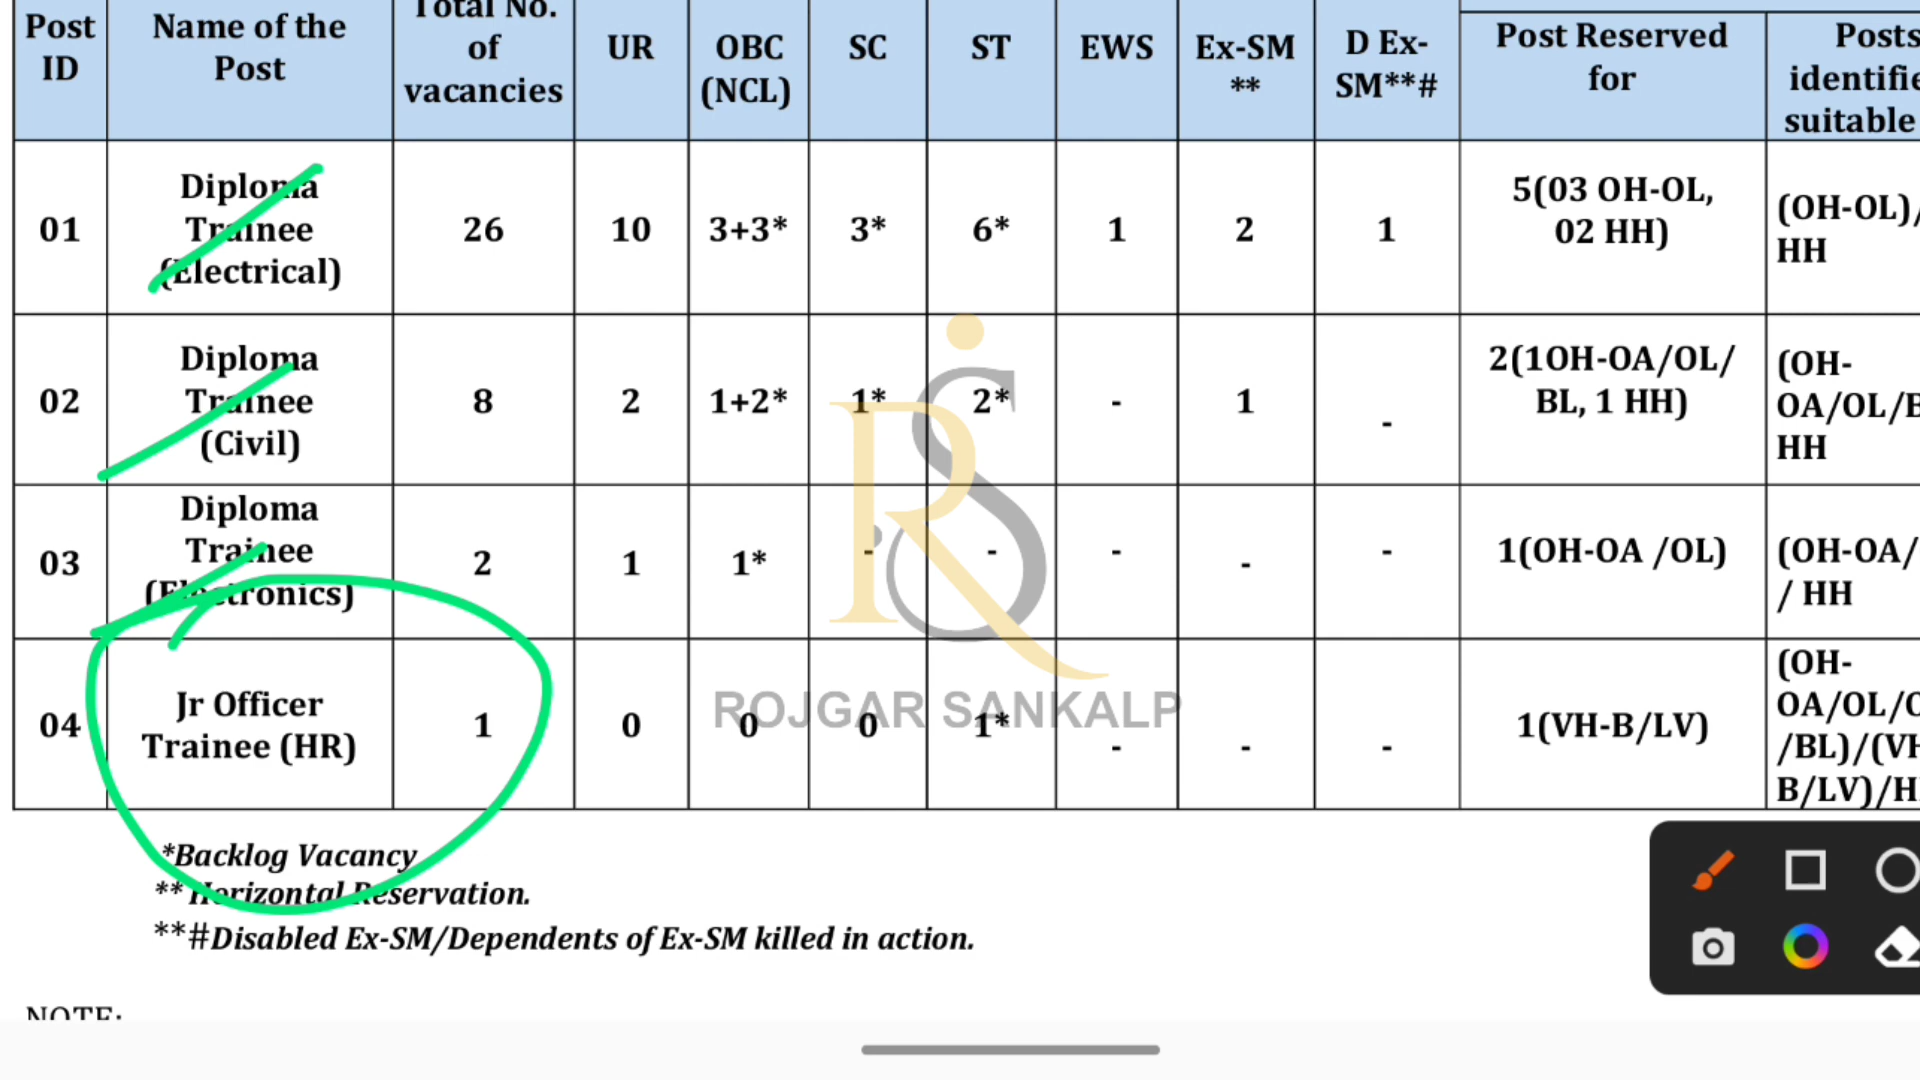 Post ID
Name of the Post
Total No. of vacancies
UR
OBC (NCL)
SC
ST
EWS
Ex-SM **
D Ex-SM**#
Post Reserved for
Posts
suitable
01
Diploma Trainee (Electrical)
26
10
3+3*
3*
6*
1
2
1
5(03 OH-OL, 02 HH)
(OH-OL)/ HH
02
Diploma Trainee (Civil)
8
2
1+2*
1*
2*
-
1
-
2(1OH-OA/OL/ BL, 1 HH)
(OH-OA/OL/B HH
03
Diploma Trainee (Electronics)
2
1
1*
-
-
-
-
-
1(OH-OA /OL)
(OH-OA/ / HH
04
Jr Officer Trainee (HR)
1
0
0
0
1*
-
-
-
1(VH-B/LV)
(OH-OA/OL/ /BL)/(VH B/LV)/H
RS
ROJGAR SANKALP
*Backlog Vacancy
** Horizontal Reservation.
**#Disabled Ex-SM/Dependents of Ex-SM killed in action.
NOTE: